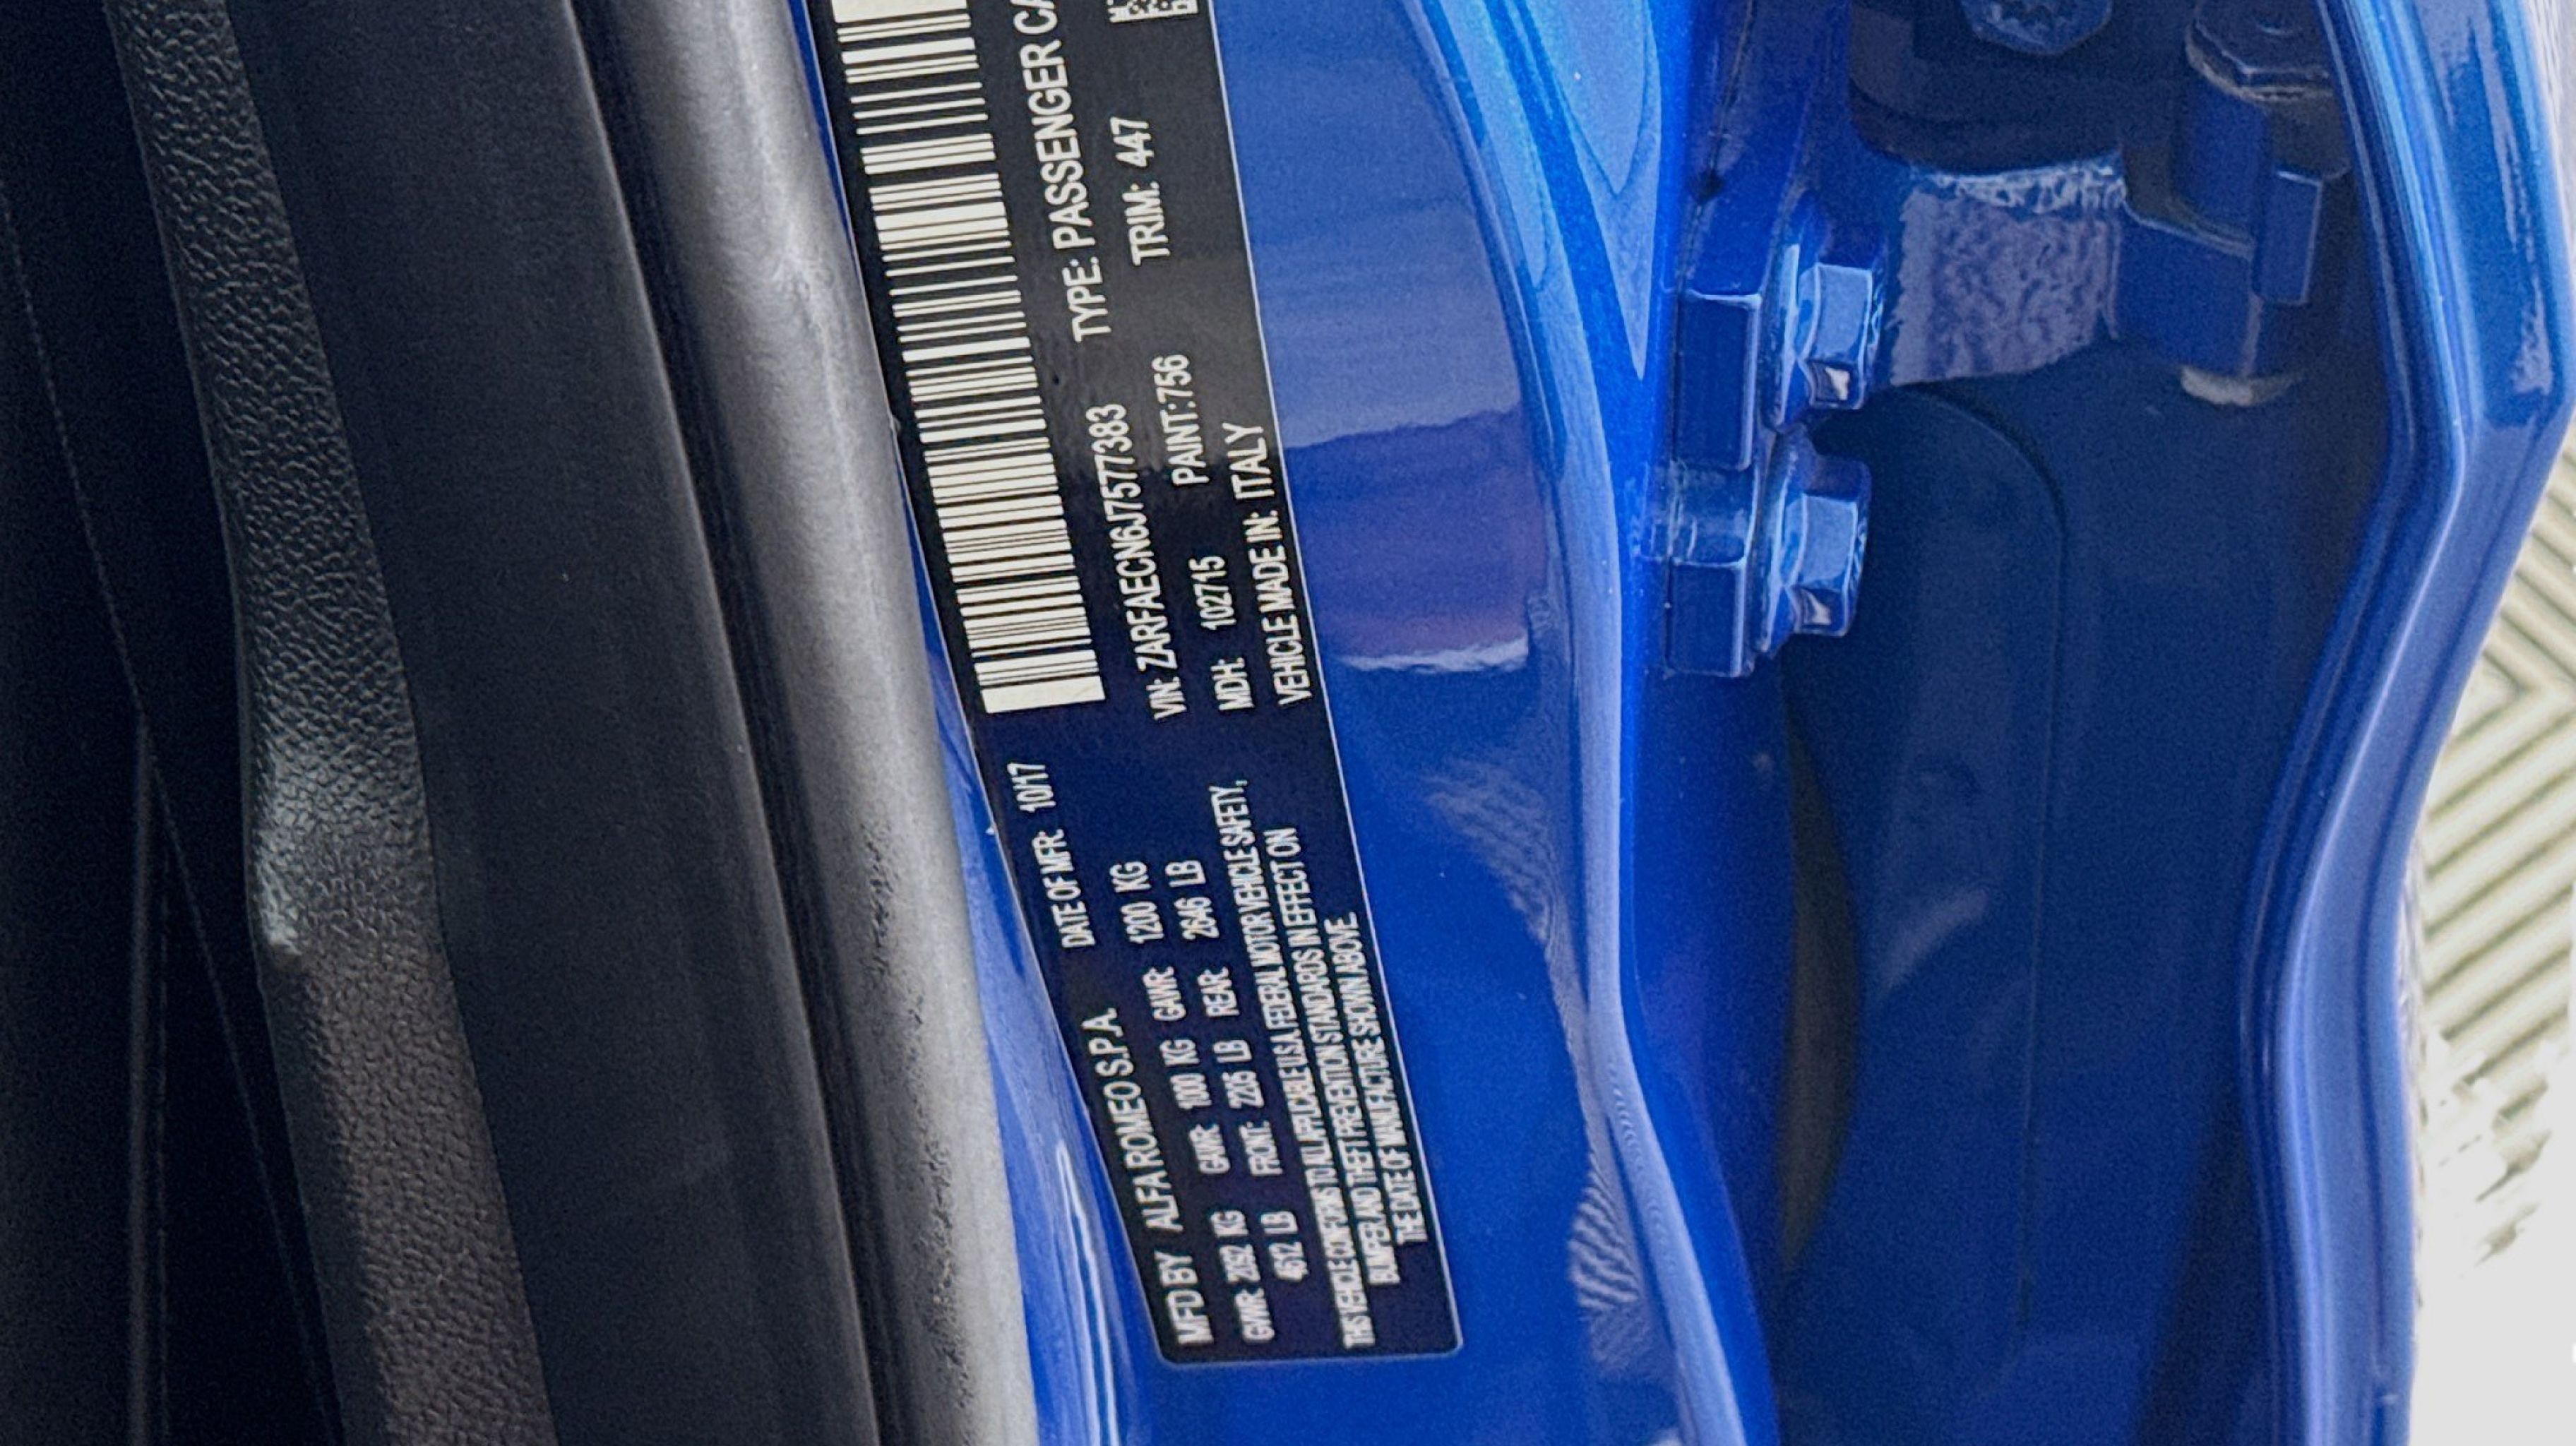 MFD BY ALFA ROMEO S.P.A. DATE OF MFR: 10/17
GVWR: 2092 KG GAWR: 1000 KG GAWR: 1200 KG
4612 LB FRONT: 2205 LB REAR: 2646 LB
THIS VEHICLE CONFORMS TO ALL APPLICABLE U.S.A. FEDERAL MOTOR VEHICLE SAFETY,
BUMPER AND THEFT PREVENTION STANDARDS IN EFFECT ON
THE DATE OF MANUFACTURE SHOWN ABOVE
VIN: ZARFAECN6J7577383 TYPE: PASSENGER
MDH: 102715 PAINT: 756 TRIM: 447
VEHICLE MADE IN: ITALY